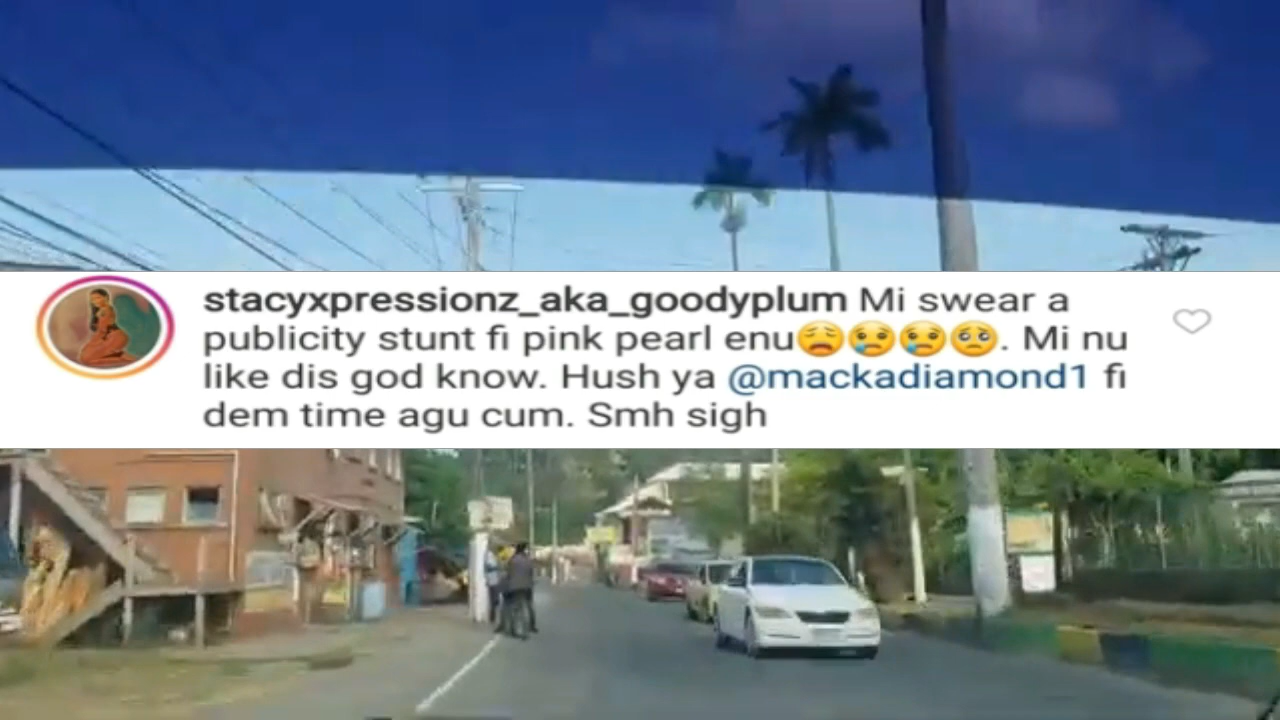 stacyxpressionz_aka_goodyplum Mi swear a
publicity stunt fi pink pearl enu😩😢😢🥺. Mi nu
like dis god know. Hush ya @mackadiamond1 fi
dem time agu cum. Smh sigh